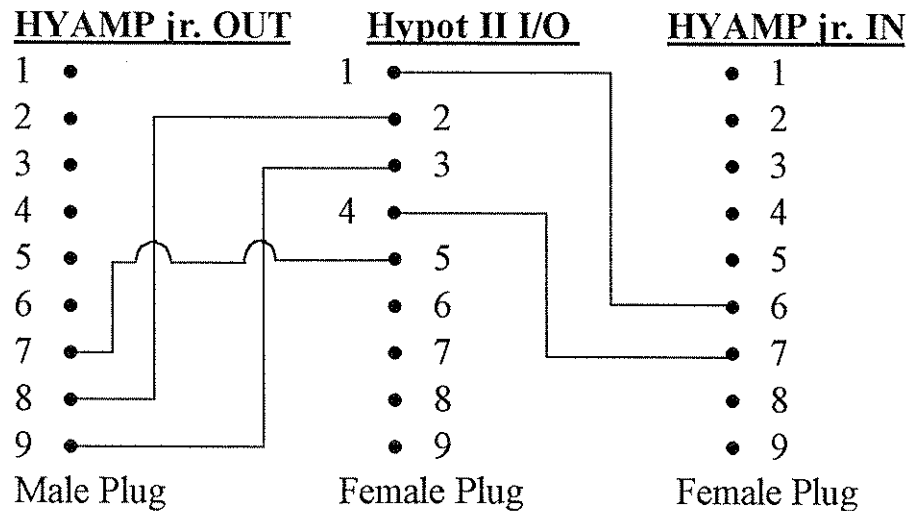 HYAMP jr. OUT Hypot II I/O HYAMP jr. IN
1 1 1
2 2 2
3 3 3
4 4 4
5 5 5
6 6 6
7 7 7
8 8 8
9 9 9
Male Plug Female Plug Female Plug